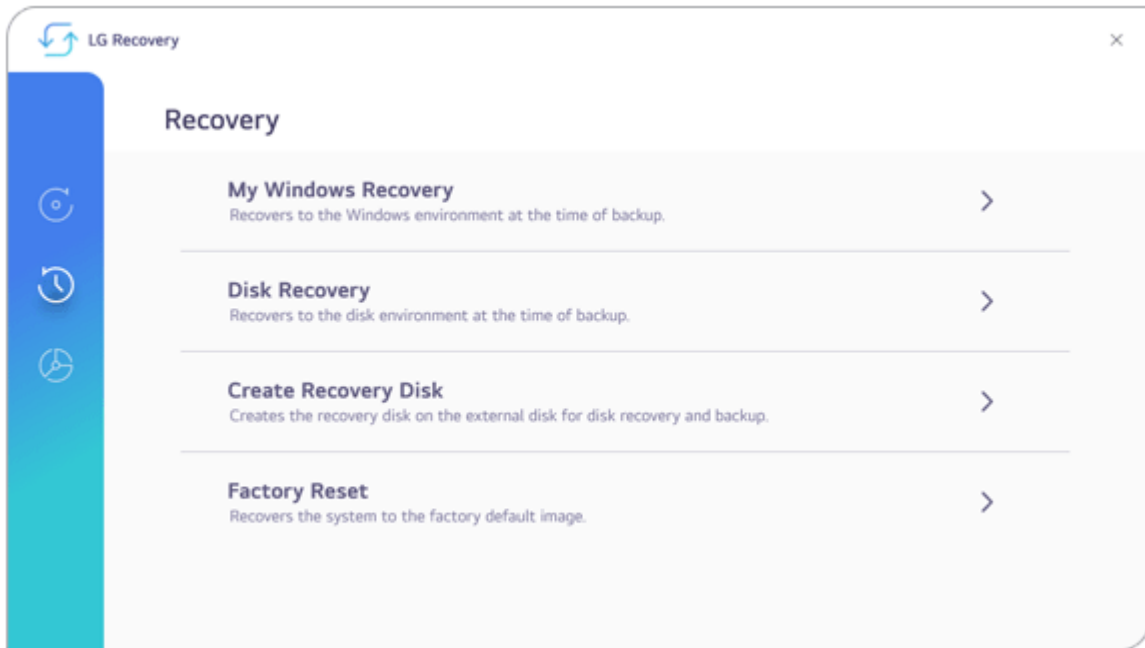 LG Recovery
Recovery
My Windows Recovery
Recovers to the Windows environment at the time of backup.
Disk Recovery
Recovers to the disk environment at the time of backup.
Create Recovery Disk
Creates the recovery disk on the external disk for disk recovery and backup.
Factory Reset
Recovers the system to the factory default image.